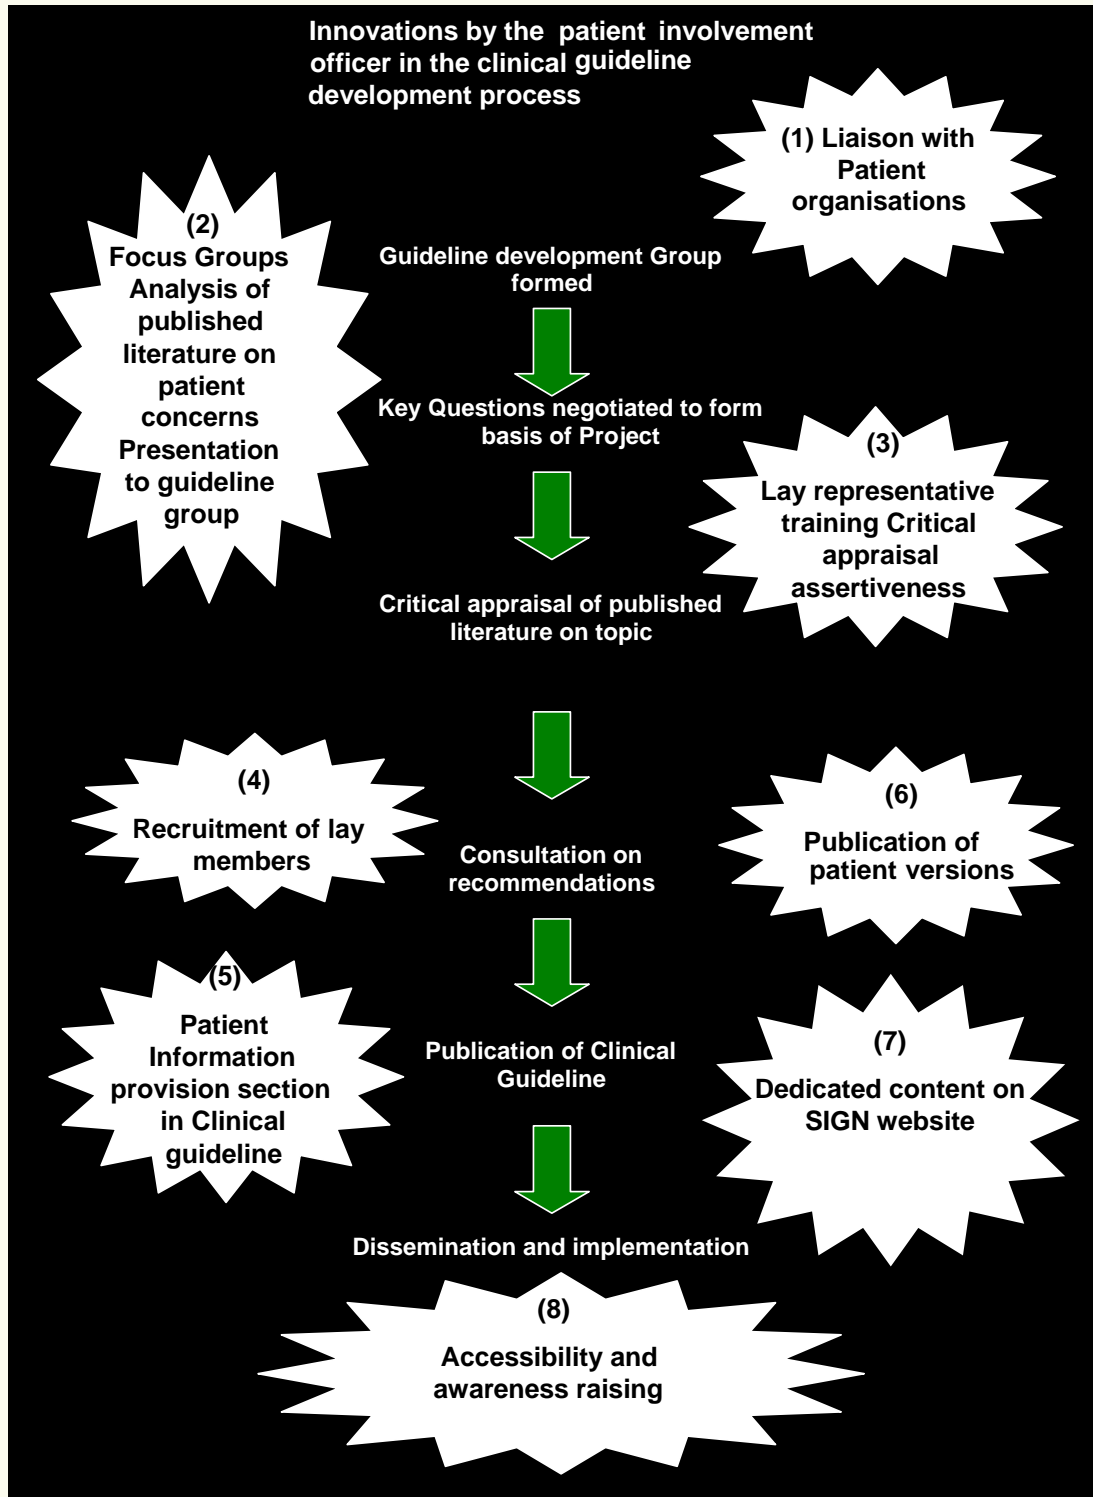 Innovations by the patient involvement
officer in the clinical guideline
development process
(1) Liaison with
Patient
organisations
(2)
Focus Groups
Analysis of
published
literature on
patient
concerns
Presentation
to guideline
group
Guideline development Group
formed
Key Questions negotiated to form
basis of Project
(3)
Lay representative
training Critical
appraisal
assertiveness
Critical appraisal of published
literature on topic
(4)
Recruitment of lay
members
Consultation on
recommendations
(6)
Publication of
patient versions
(5)
Patient
Information
provision section
in Clinical
guideline
Publication of Clinical
Guideline
(7)
Dedicated content on
SIGN website
Dissemination and implementation
(8)
Accessibility and
awareness raising